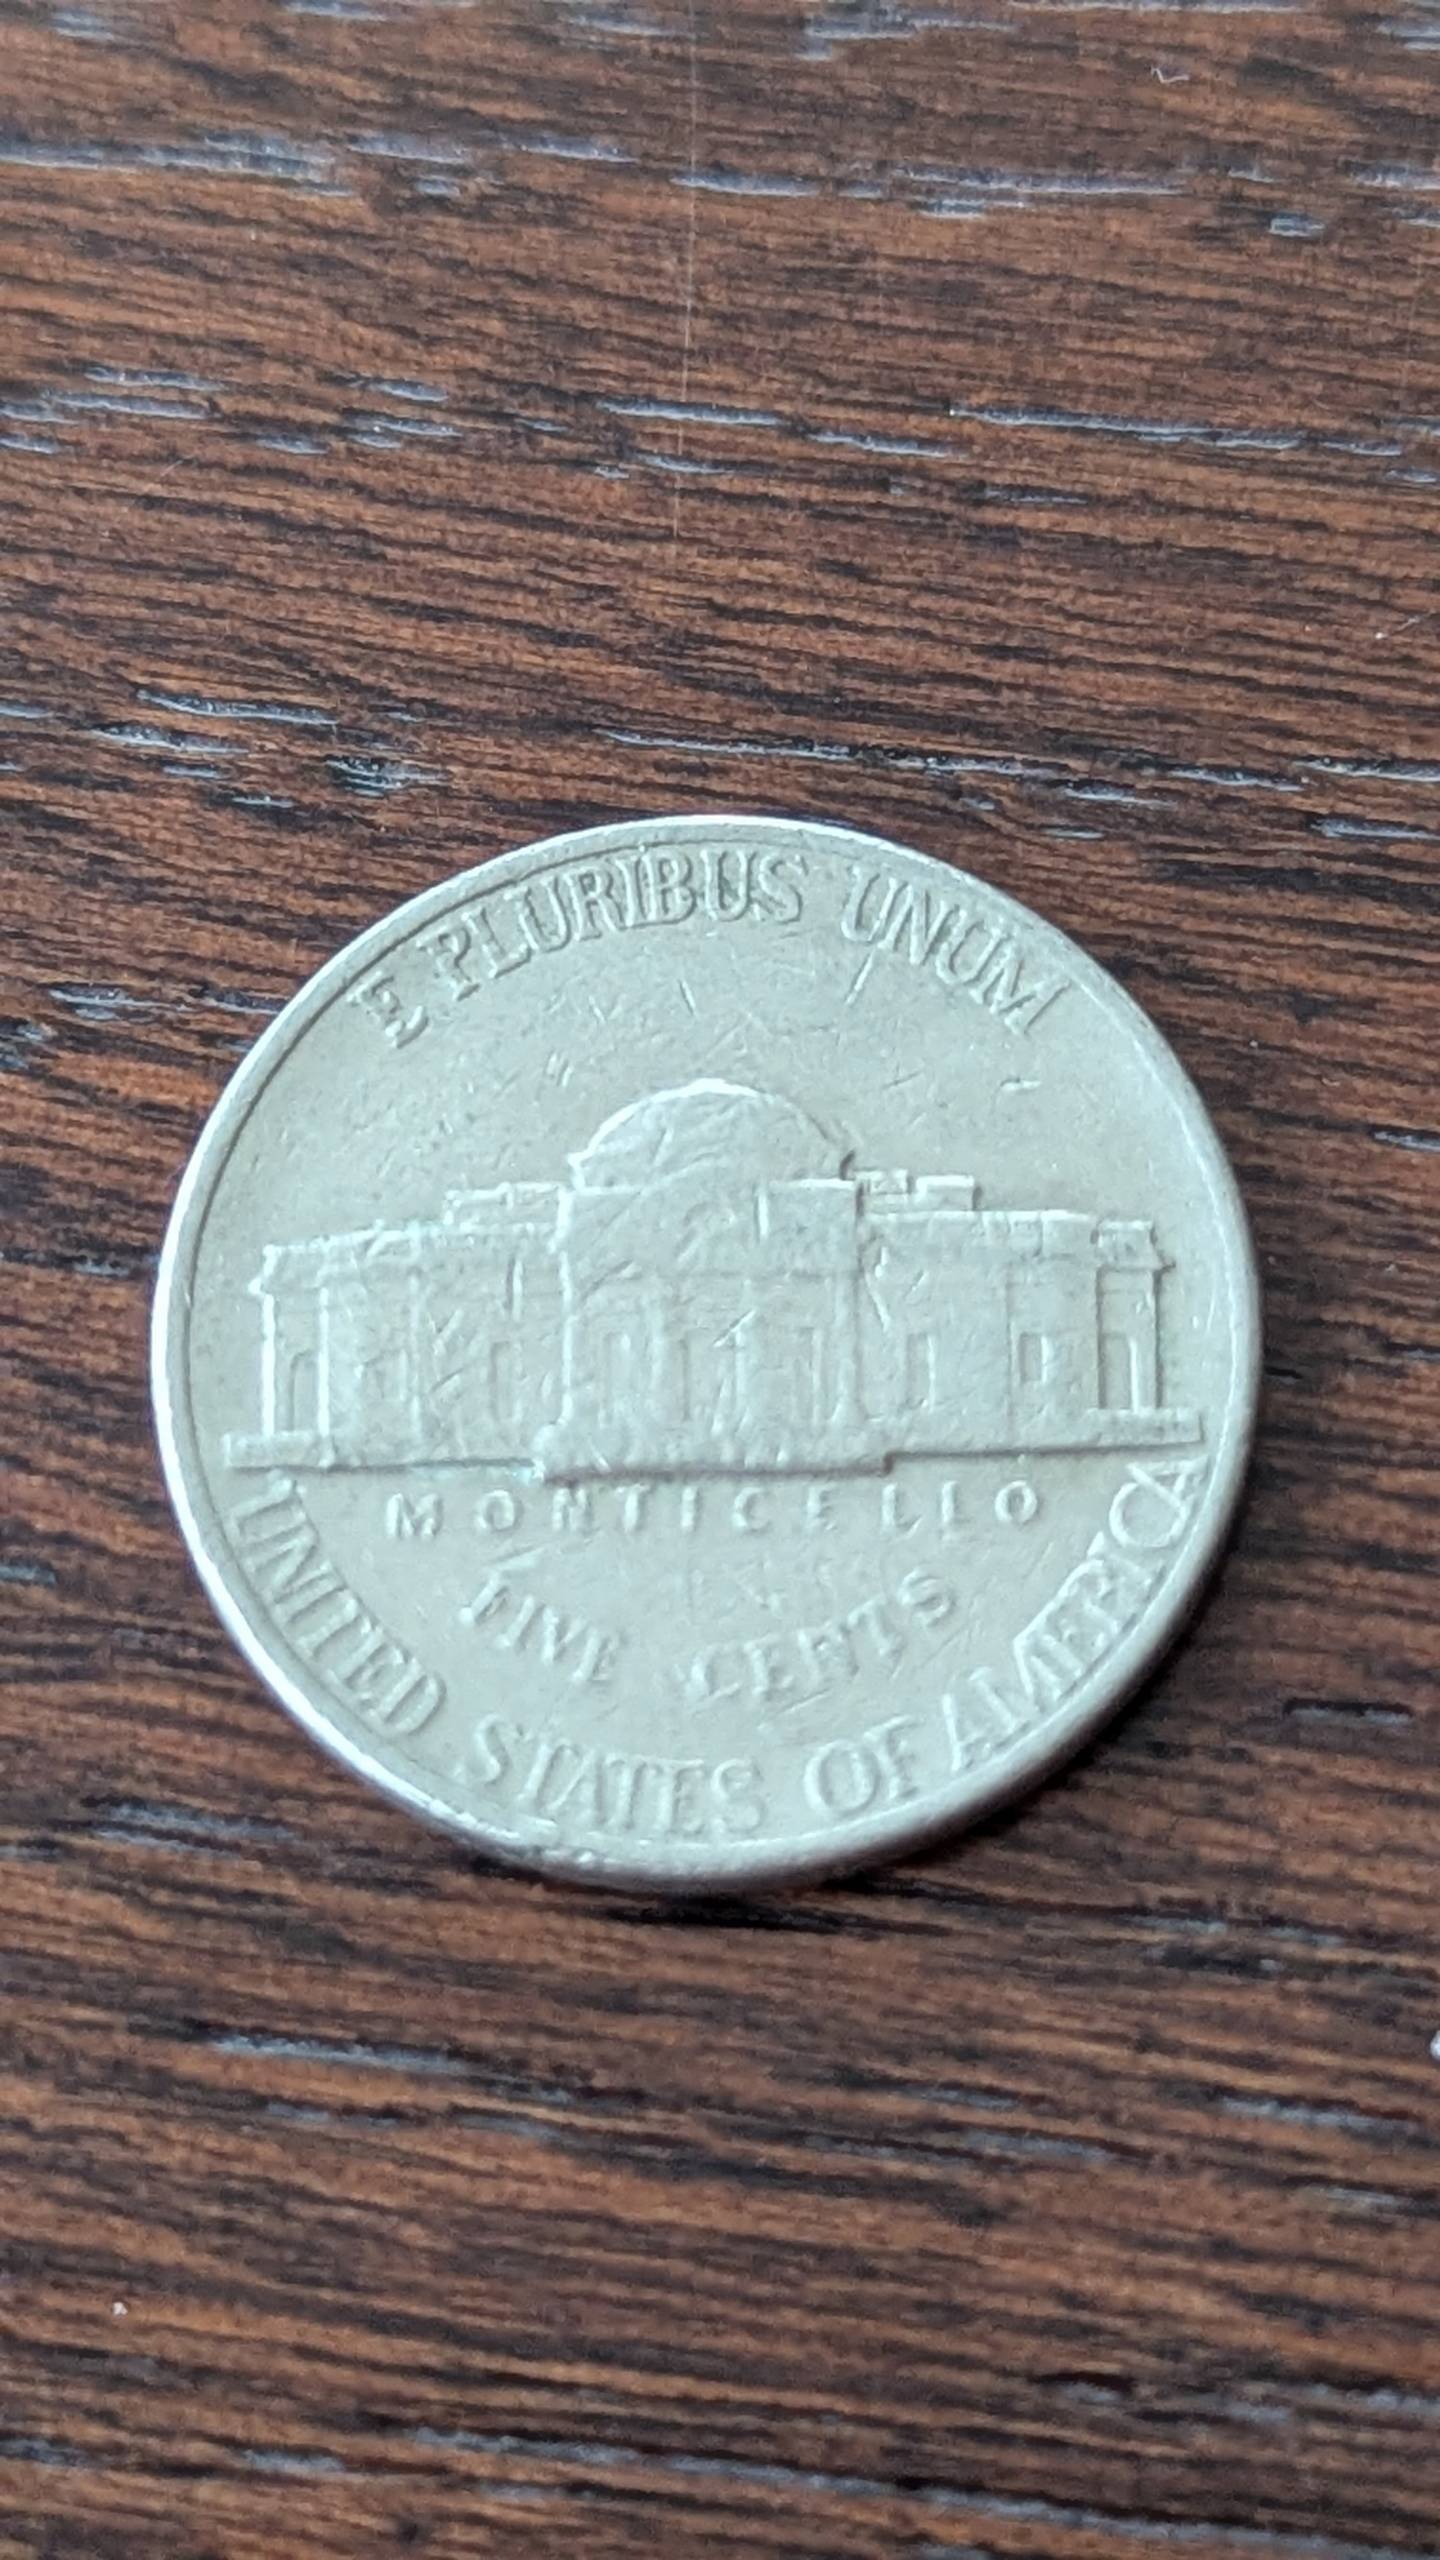 E PLURIBUS UNUM
MONTICELLO
FIVE CENTS
UNITED STATES OF AMERICA